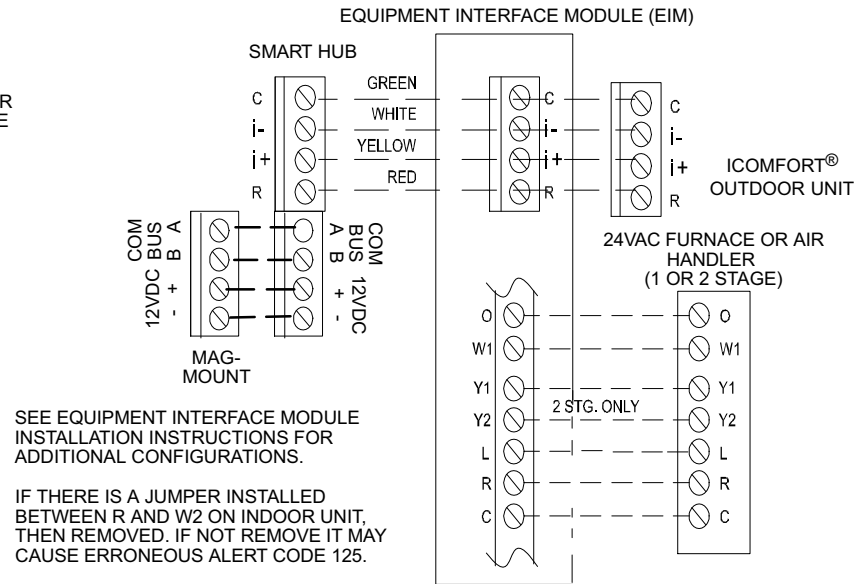 EQUIPMENT INTERFACE MODULE (EIM)
SMART HUB
R
E
C
i-
i+
R
GREEN
WHITE
YELLOW
RED
C
i-
i+
R
C
i-
i+
R
ICOMFORT®
OUTDOOR UNIT
COM
BUS
A
B
12VDC
+
-
A
B
+
-
COM
BUS
12VDC
MAG-
MOUNT
24VAC FURNACE OR AIR
HANDLER
(1 OR 2 STAGE)
O
W1
Y1
Y2
L
R
C
2 STG. ONLY
O
W1
Y1
Y2
L
R
C
SEE EQUIPMENT INTERFACE MODULE
INSTALLATION INSTRUCTIONS FOR
ADDITIONAL CONFIGURATIONS.
IF THERE IS A JUMPER INSTALLED
BETWEEN R AND W2 ON INDOOR UNIT,
THEN REMOVED. IF NOT REMOVE IT MAY
CAUSE ERRONEOUS ALERT CODE 125.